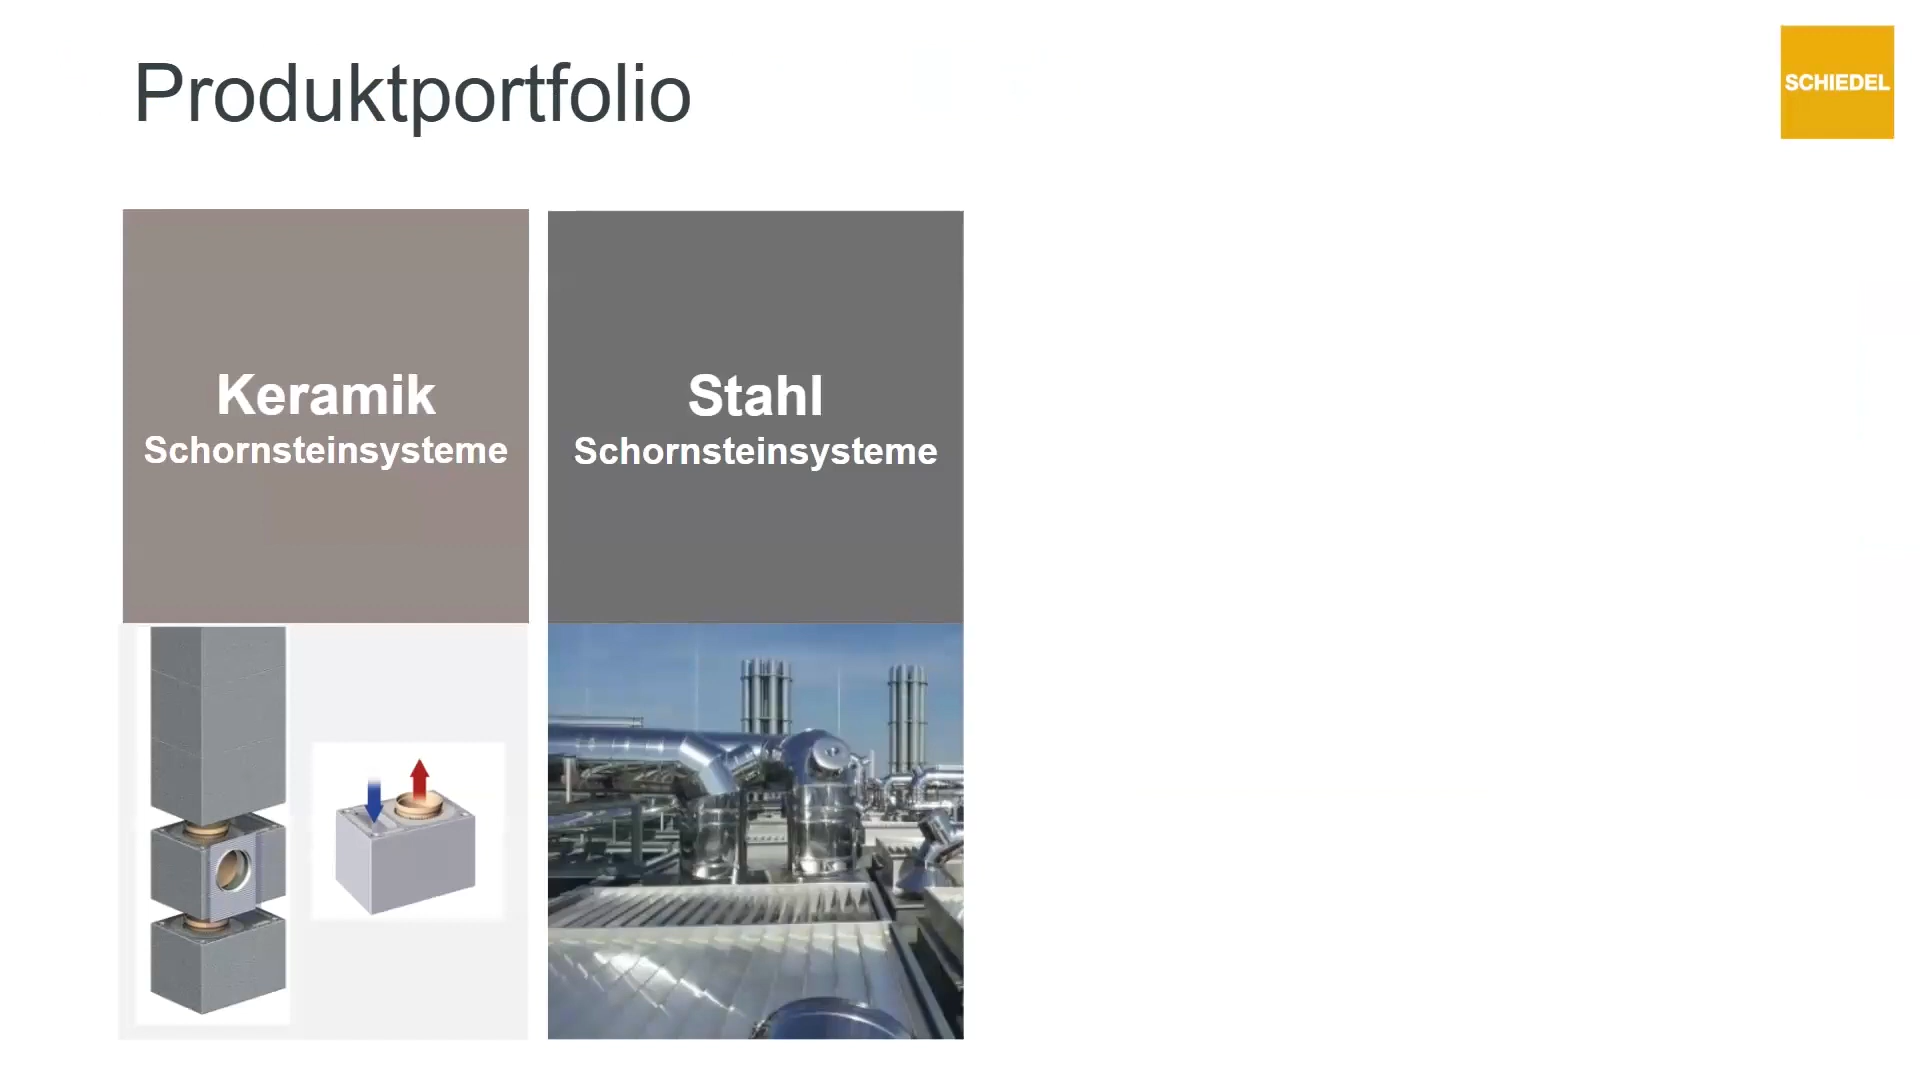 Produktportfolio
SCHIEDEL
Keramik
Schornsteinsysteme
Stahl
Schornsteinsysteme